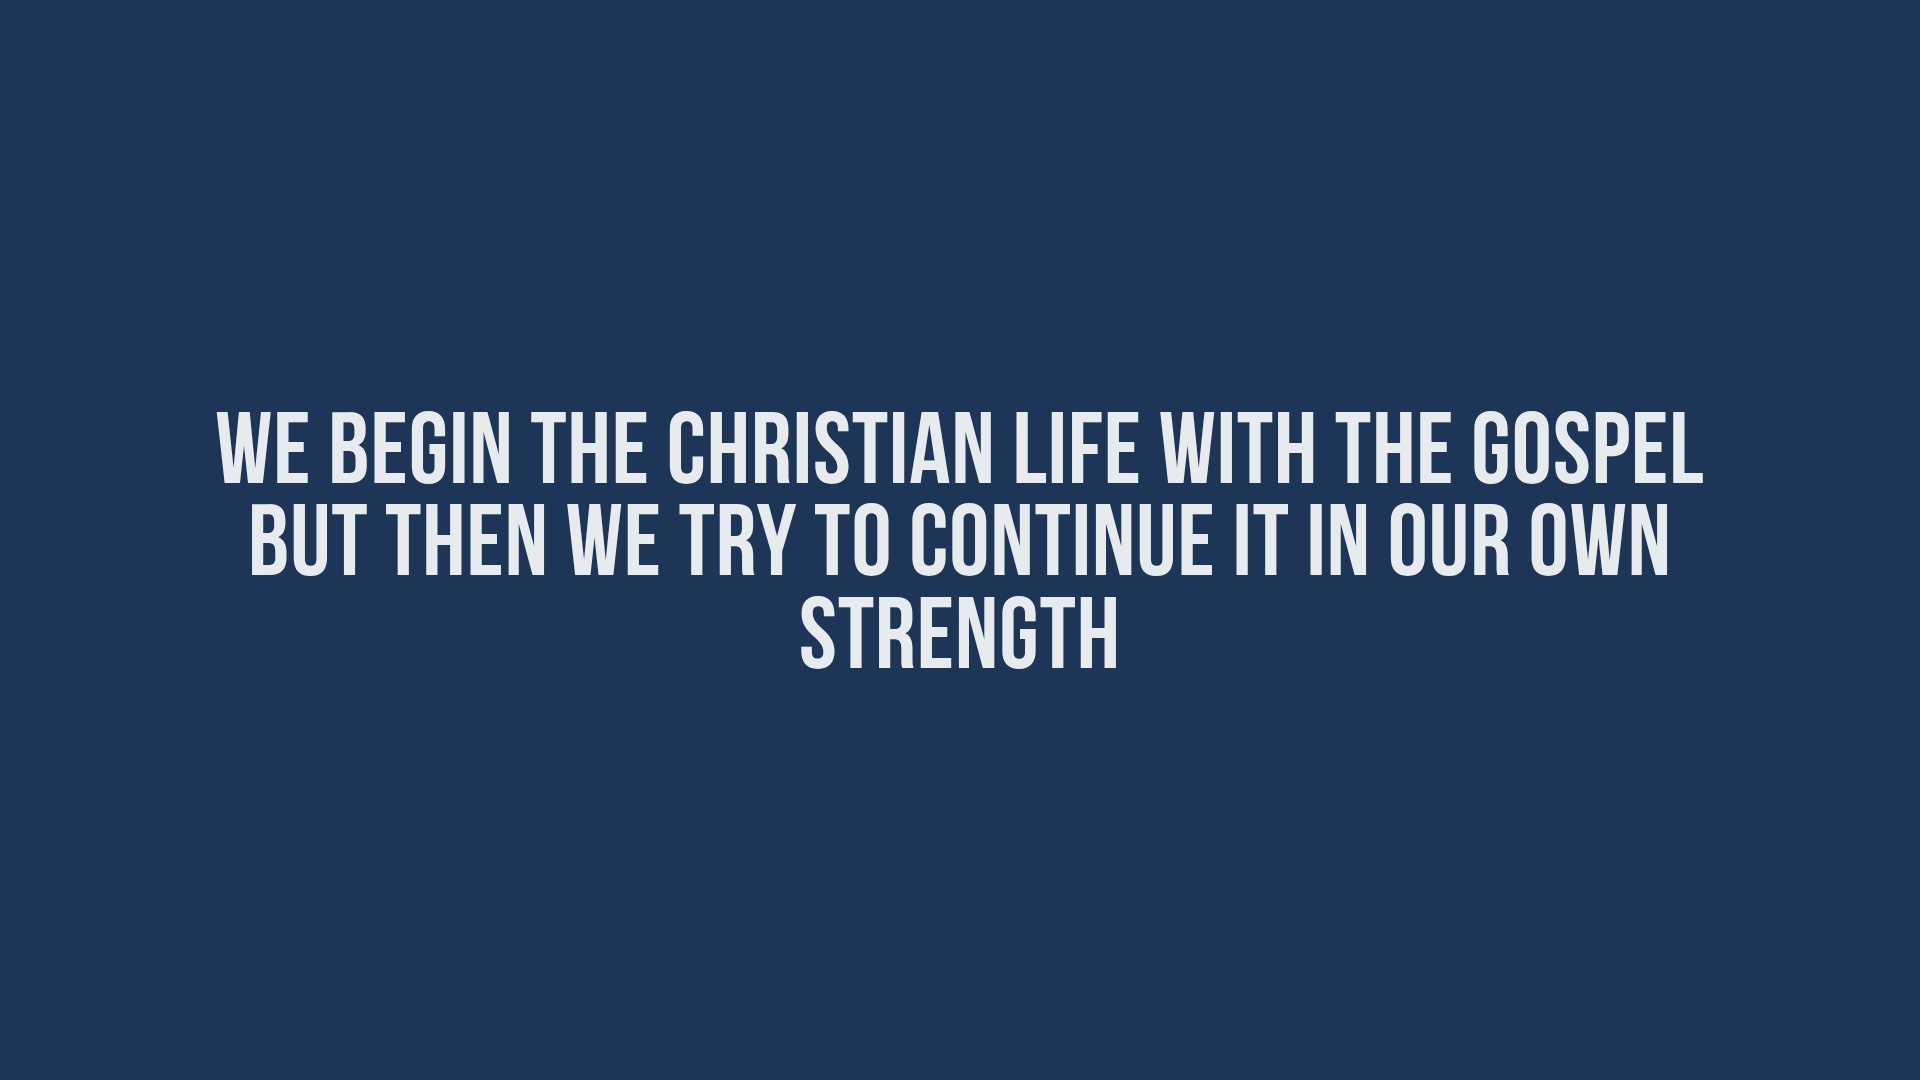 WE BEGIN THE CHRISTIAN LIFE WITH THE GOSPEL
BUT THEN WE TRY TO CONTINUE IT IN OUR OWN
STRENGTH